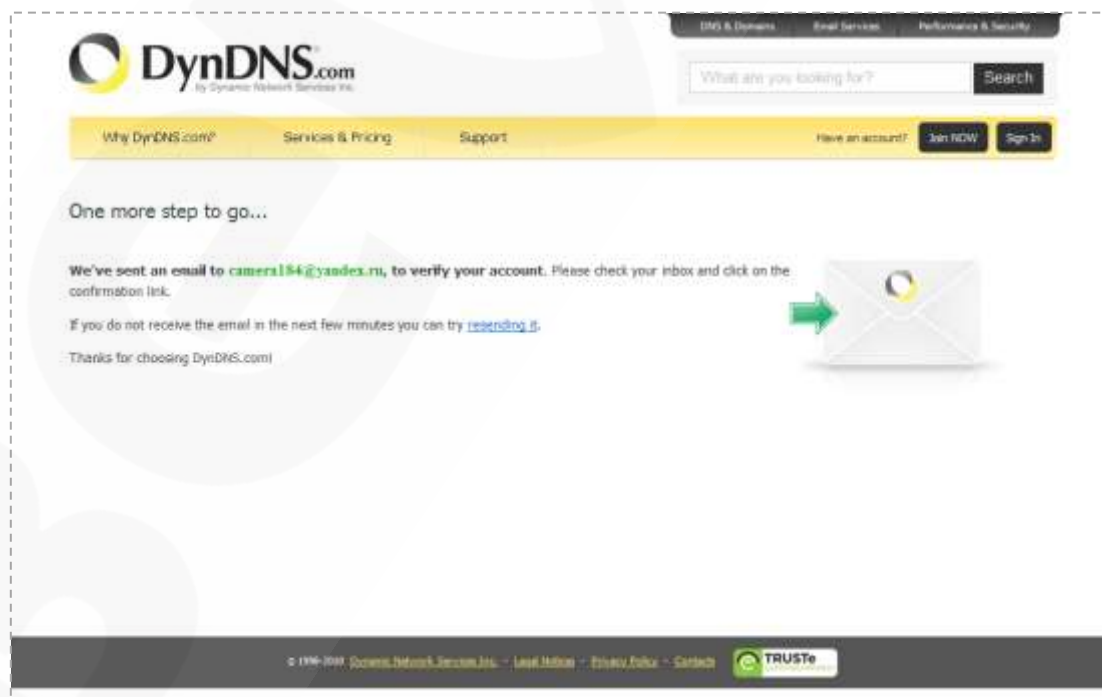 DNS & Domains Email Services Performance & Security
DynDNS.com
by Dynamic Network Services Inc.
What are you looking for? Search
Why DynDNS.com? Services & Pricing Support Have an account? Join NOW Sign In
One more step to go...
We've sent an email to camera184@yandex.ru, to verify your account. Please check your inbox and click on the
confirmation link.
If you do not receive the email in the next few minutes you can try resending it.
Thanks for choosing DynDNS.com!
© 1998-2010 Dynamic Network Services Inc. - Legal Notices - Privacy Policy - Contacts TRUSTe